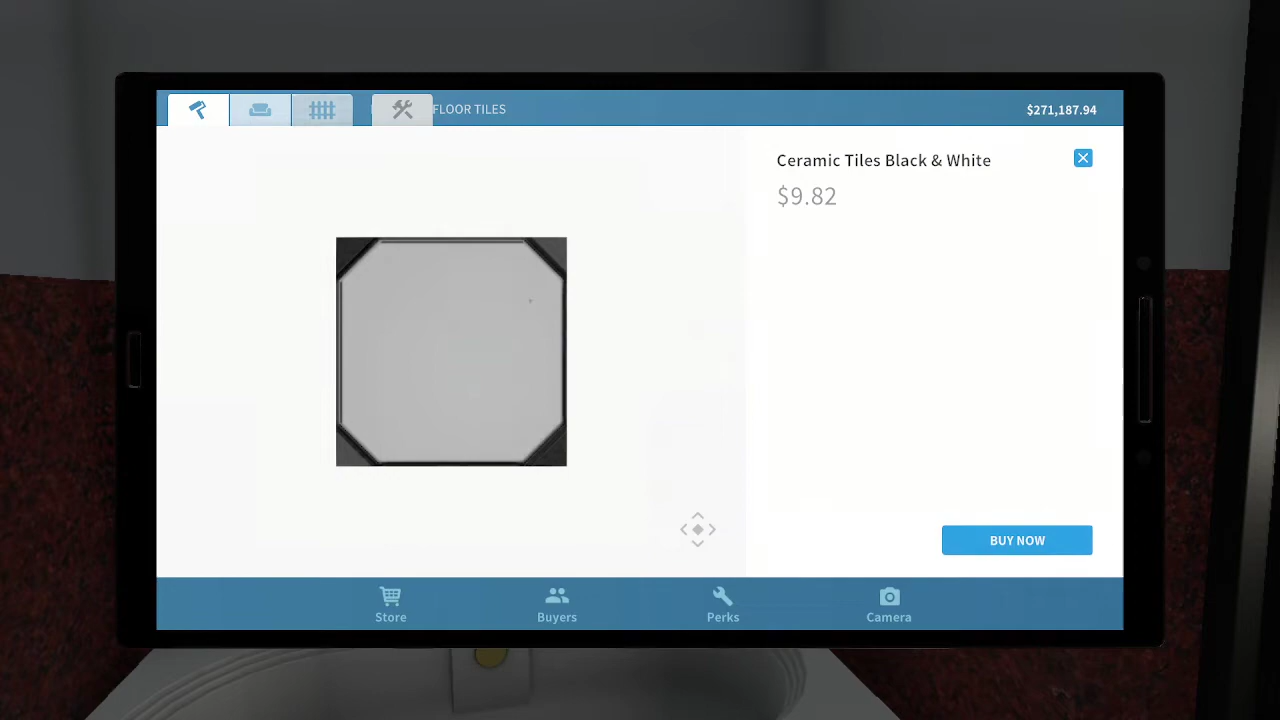 FLOOR TILES
$271,187.94
Ceramic Tiles Black & White
$9.82
BUY NOW
Store
Buyers
Perks
Camera